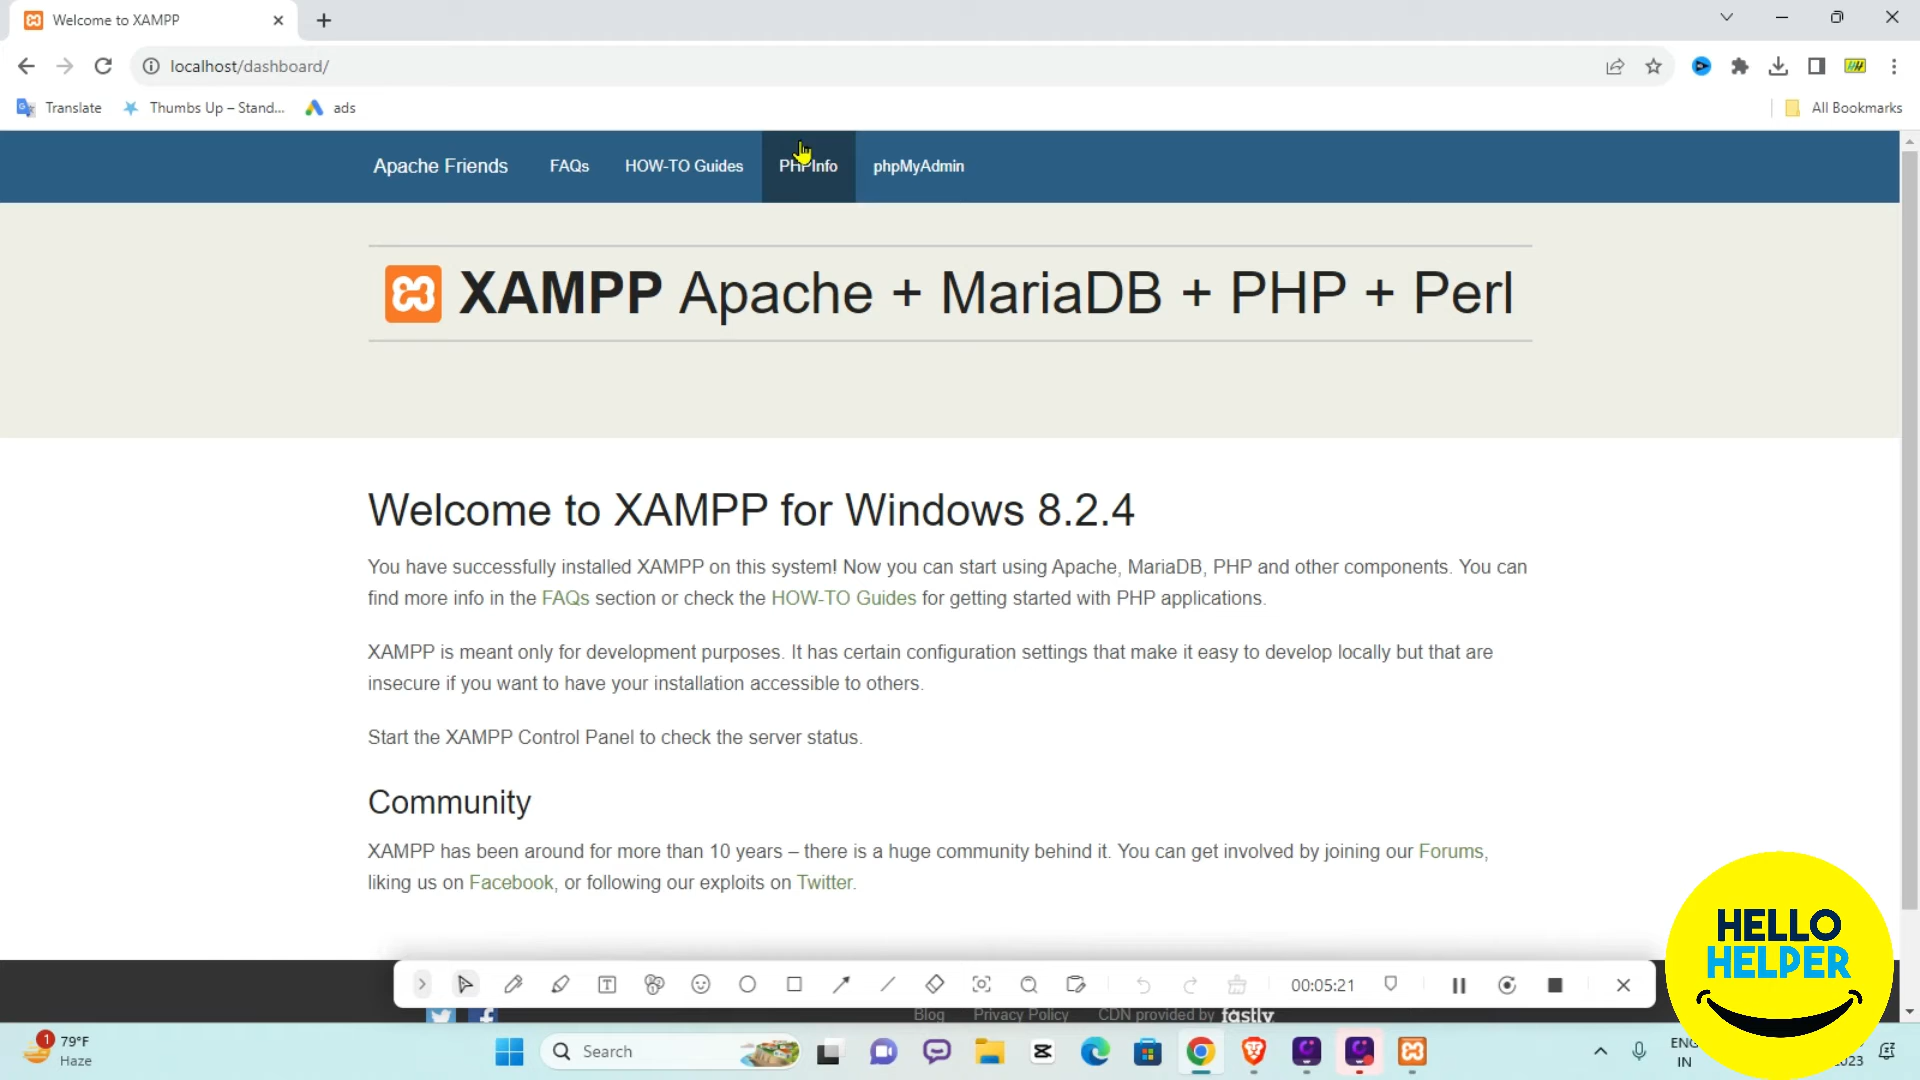 Welcome to XAMPP
localhost/dashboard/
Translate
Thumbs Up – Stand...
ads
All Bookmarks
Apache Friends
FAQs
HOW-TO Guides
PHPInfo
phpMyAdmin
XAMPP Apache + MariaDB + PHP + Perl
Welcome to XAMPP for Windows 8.2.4
You have successfully installed XAMPP on this system! Now you can start using Apache, MariaDB, PHP and other components. You can
find more info in the FAQs section or check the HOW-TO Guides for getting started with PHP applications.
XAMPP is meant only for development purposes. It has certain configuration settings that make it easy to develop locally but that are
insecure if you want to have your installation accessible to others.
Start the XAMPP Control Panel to check the server status.
Community
XAMPP has been around for more than 10 years – there is a huge community behind it. You can get involved by joining our Forums,
liking us on Facebook, or following our exploits on Twitter.
00:05:21
Blog
Privacy Policy
CDN provided by fastly
HELLO
HELPER
1
79°F
Haze
Search
ENG
IN
2023